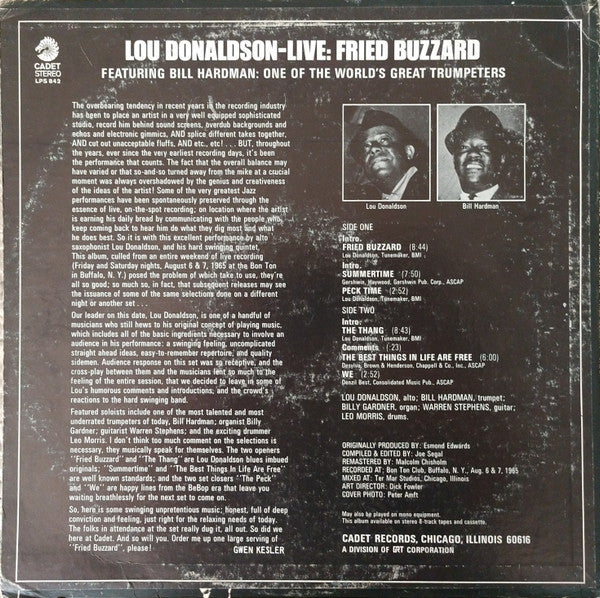 CADET
STEREO
LPS 842
LOU DONALDSON-LIVE: FRIED BUZZARD
FEATURING BILL HARDMAN: ONE OF THE WORLD'S GREAT TRUMPETERS
The overbearing tendency in recent years in the recording industry
has been to place an artist in a very well equipped sophisticated
studio, record him behind sound screens, overdub backgrounds and
echos and electronic gimmics, AND splice different takes together,
AND cut out unacceptable fluffs, AND etc., etc! . . . BUT, throughout
the years, ever since the very earliest recording days, it's been
the performance that counts. The fact that the overall balance may
have varied or that so-and-so turned away from the mike at a crucial
moment was always overshadowed by the genius and creativeness
of the ideas of the artist! Some of the very greatest Jazz
performances have been spontaneously preserved through the
essence of live, on-the-spot recording; on location where the artist
is earning his daily bread by communicating with the people who
keep coming back to hear him do what they dig most and what
he does best. So it is with this excellent performance by alto
saxophonist Lou Donaldson, and his hard swinging quintet.
This album, culled from an entire weekend of live recording
(Friday and Saturday nights, August 6 & 7, 1965 at the Bon Ton
in Buffalo, N. Y.) posed the problem of which take to use, they're
all so good; so much so, in fact, that subsequent releases may see
the issuance of some of the same selections done on a different
night or another set . . .
Our leader on this date, Lou Donaldson, is one of a handful of
musicians who still hews to his original concept of playing music,
which includes all of the basic ingredients necessary to involve an
audience in his performance: a swinging feeling, uncomplicated
straight ahead ideas, easy-to-remember repertoire, and quality
sidemen. Audience response on this set was so receptive, and the
cross-play between them and the musicians lent so much to the
feeling of the entire session, that we decided to leave in some of
Lou's humorous comments and introductions, and the crowd's
reactions to the hard swinging band.
Featured soloists include one of the most talented and most
underrated trumpeters of today, Bill Hardman; organist Billy
Gardner; guitarist Warren Stephens; and the exciting drummer
Leo Morris. I don't think too much comment on the selections is
necessary, they musically speak for themselves. The two openers
"Fried Buzzard" and "The Thang" are Lou Donaldson blues imbued
originals; "Summertime" and "The Best Things In Life Are Free"
are well known standards; and the two set closers "The Peck"
and "We" are happy lines from the BeBop era that leave you
waiting breathlessly for the next set to come on.
So, here is some swinging unpretentious music; honest, full of deep
conviction and feeling, just right for the relaxing needs of today.
The folks in attendance at the set really dug it, all out. So did we
here at Cadet. And so will you. Order me up one large serving of
"Fried Buzzard", please!
GWEN KESLER
Lou Donaldson
Bill Hardman
SIDE ONE
Intro.
FRIED BUZZARD (8:44)
Lou Donaldson, Tunemaker, BMI
Intro.
SUMMERTIME (7:50)
Gershwin, Heyward, Gershwin Pub. Corp., ASCAP
PECK TIME (2:52)
Lou Donaldson, Tunemaker, BMI
SIDE TWO
Intro:
THE THANG (8:43)
Lou Donaldson, Tunemaker, BMI
Comments (:23)
THE BEST THINGS IN LIFE ARE FREE (6:00)
Desylva, Brown & Henderson, Chappell & Co., Inc., ASCAP
WE (2:52)
Denzil Best, Consolidated Music Pub., ASCAP
LOU DONALDSON, alto; BILL HARDMAN, trumpet;
BILLY GARDNER, organ; WARREN STEPHENS, guitar;
LEO MORRIS, drums.
ORIGINALLY PRODUCED BY: Esmond Edwards
COMPILED & EDITED BY: Joe Segal
REMASTERED BY: Malcolm Chisholm
RECORDED AT: Bon Ton Club, Buffalo, N. Y., Aug. 6 & 7, 1965
MIXED AT: Ter Mar Studios, Chicago, Illinois
ART DIRECTOR: Dick Fowler
COVER PHOTO: Peter Amft
May also be played on mono equipment.
This album available on stereo 8-track tapes and cassette.
CADET RECORDS, CHICAGO, ILLINOIS 60616
A DIVISION OF GRT CORPORATION